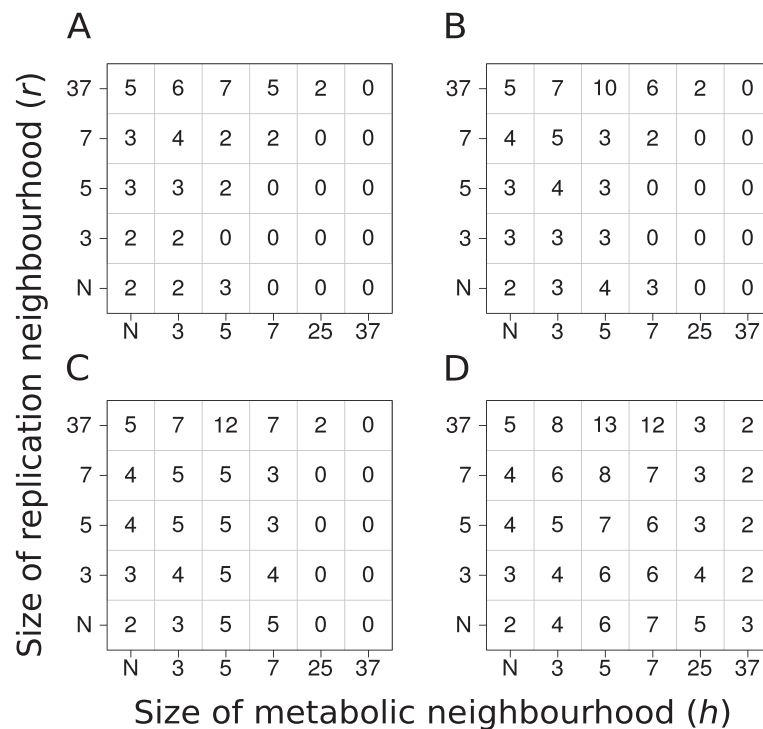 A
B
Size of replication neighbourhood (r)
37 5 6 7 5 2 0
7 3 4 2 2 0 0
5 3 3 2 0 0 0
3 2 2 0 0 0 0
N 2 2 3 0 0 0
N 3 5 7 25 37
37 5 7 10 6 2 0
7 4 5 3 2 0 0
5 3 4 3 0 0 0
3 3 3 3 0 0 0
N 2 3 4 3 0 0
N 3 5 7 25 37
C
D
37 5 7 12 7 2 0
7 4 5 5 3 0 0
5 4 5 5 3 0 0
3 3 4 5 4 0 0
N 2 3 5 5 0 0
N 3 5 7 25 37
37 5 8 13 12 3 2
7 4 6 8 7 3 2
5 4 5 7 6 3 2
3 3 4 6 6 4 2
N 2 4 6 7 5 3
N 3 5 7 25 37
Size of metabolic neighbourhood (h)